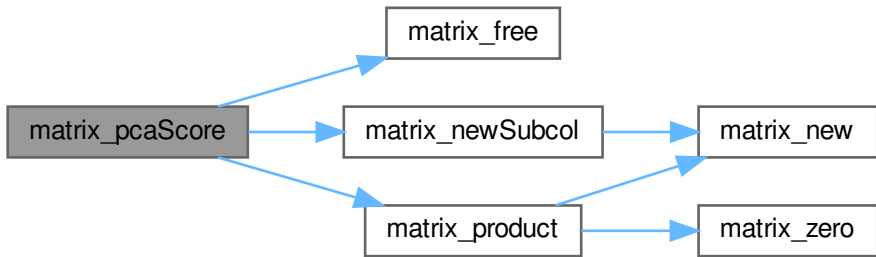 matrix_free
matrix_pcaScore
matrix_newSubcol
matrix_new
matrix_product
matrix_zero